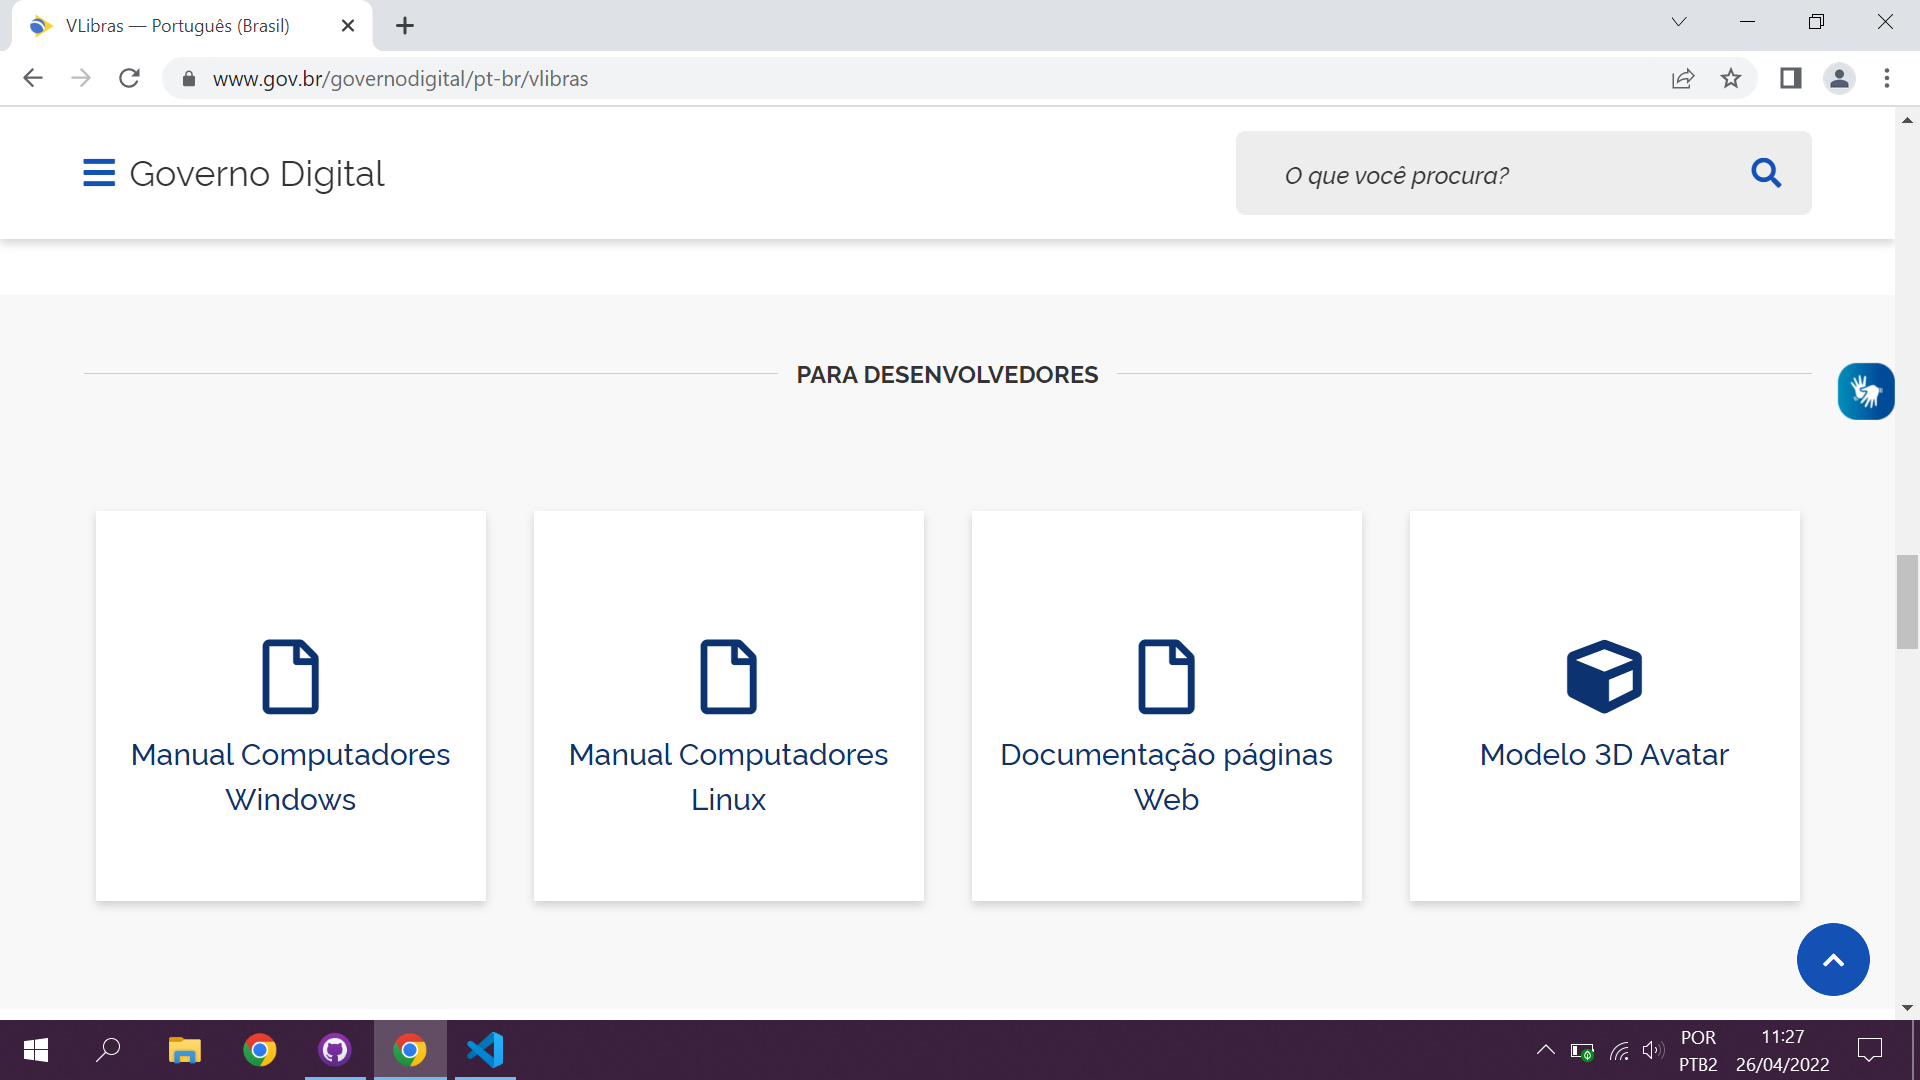 VLibras — Português (Brasil)
www.gov.br/governodigital/pt-br/vlibras
Governo Digital
O que você procura?
PARA DESENVOLVEDORES
Manual Computadores
Windows
Manual Computadores
Linux
Documentação páginas
Web
Modelo 3D Avatar
POR
PTB2
11:27
26/04/2022